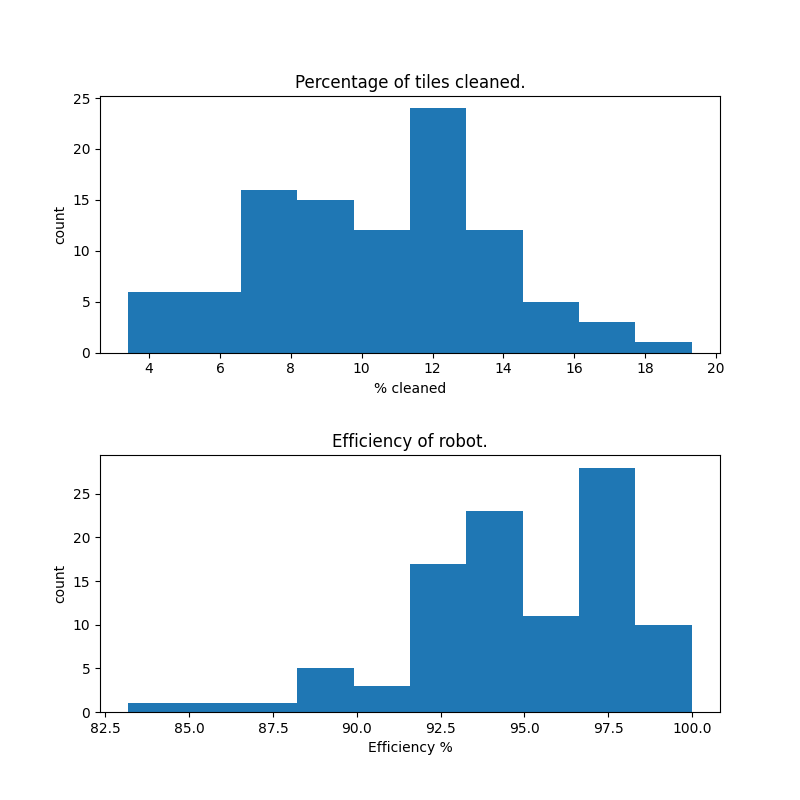 Percentage of tiles cleaned.
25
20
15
10
5
0
count
4 6 8 10 12 14 16 18 20
% cleaned
Efficiency of robot.
25
20
15
10
5
0
count
82.5 85.0 87.5 90.0 92.5 95.0 97.5 100.0
Efficiency %